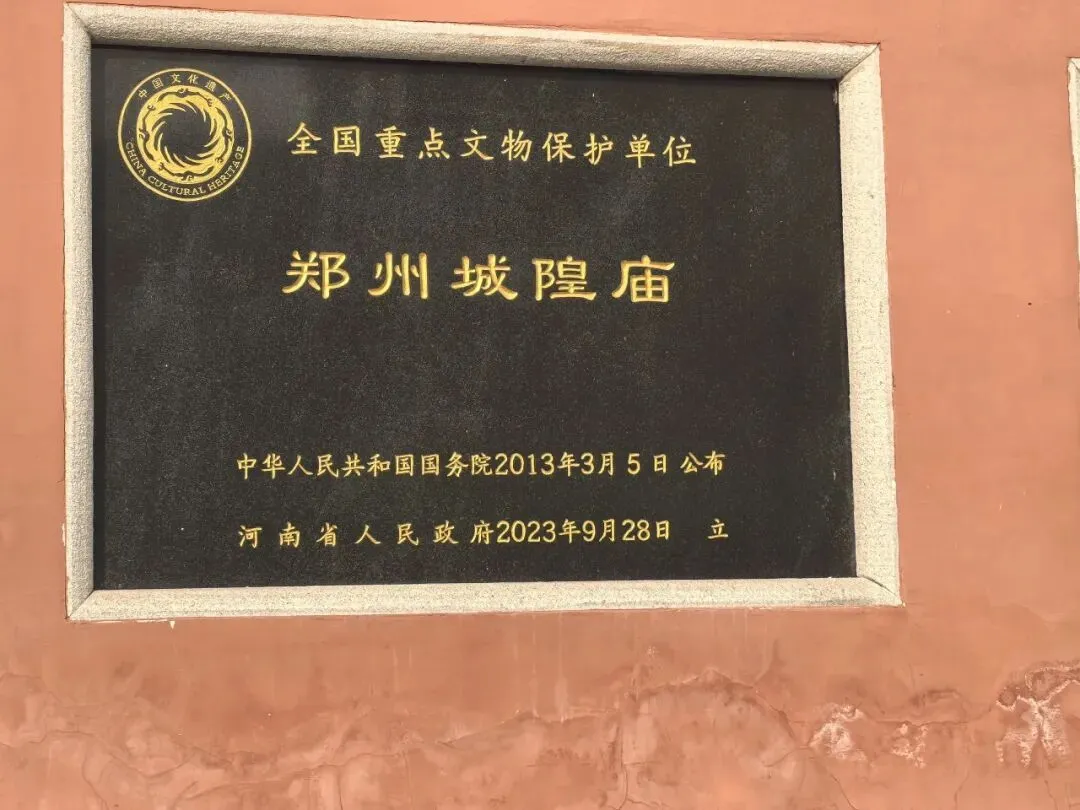 中国文化遗产
CHINA CULTURAL HERITAGE
全国重点文物保护单位
郑州城隍庙
中华人民共和国国务院2013年3月5日公布
河南省人民政府2023年9月28日 立